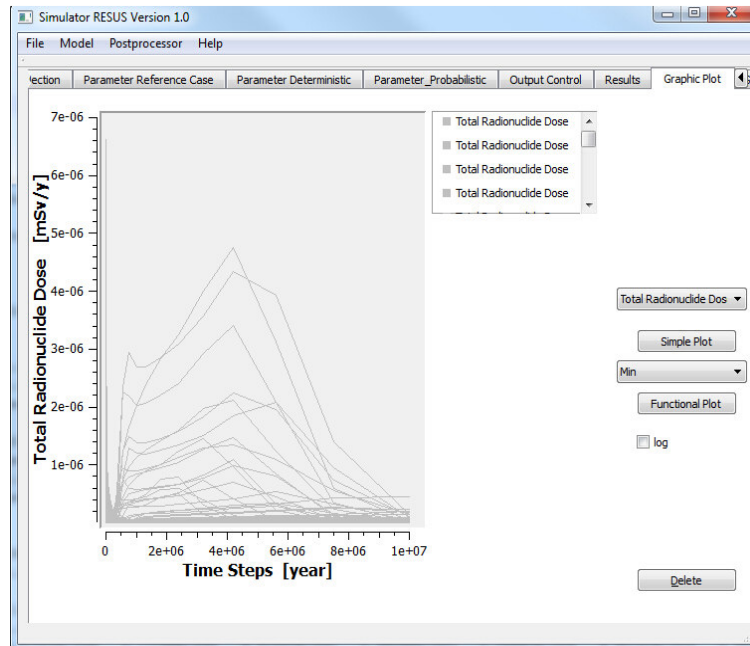 Simulator RESUS Version 1.0
File Model Postprocessor Help
ection Parameter Reference Case Parameter Deterministic Parameter_Probabilistic Output Control Results Graphic Plot
Total Radionuclide Dose [mSv/y]
7e-06
6e-06
5e-06
4e-06
3e-06
2e-06
1e-06
0 2e+06 4e+06 6e+06 8e+06 1e+07
Time Steps [year]
Total Radionuclide Dose
Total Radionuclide Dose
Total Radionuclide Dose
Total Radionuclide Dose
Total Radionuclide Dos
Simple Plot
Min
Functional Plot
log
Delete